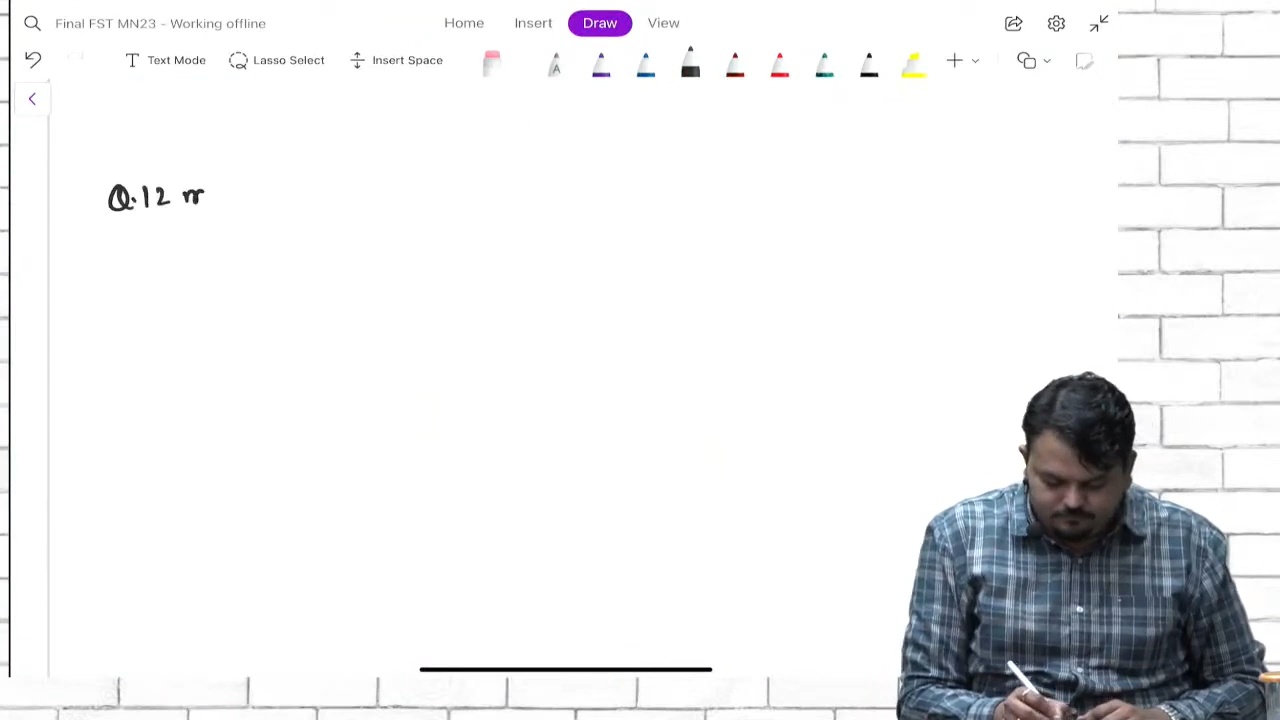 Final FST MN23 - Working offline
Home Insert Draw View
Text Mode Lasso Select Insert Space
A
Q.12